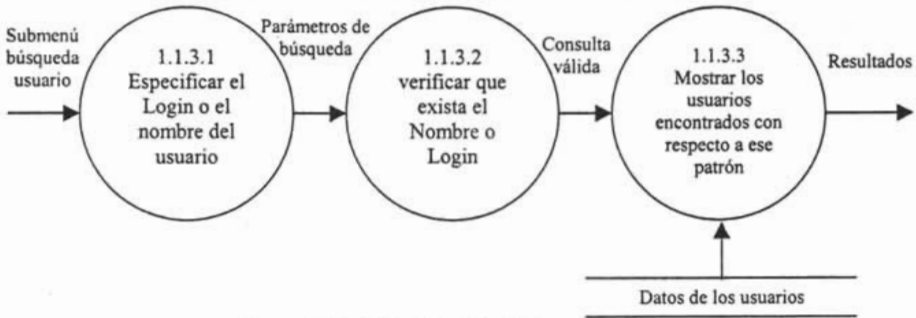 Submenú
búsqueda
usuario
1.1.3.1
Especificar el
Login o el
nombre del
usuario
Parámetros de
búsqueda
1.1.3.2
verificar que
exista el
Nombre o
Login
Consulta
válida
1.1.3.3
Mostrar los
usuarios
encontrados con
respecto a ese
patrón
Resultados
Datos de los usuarios